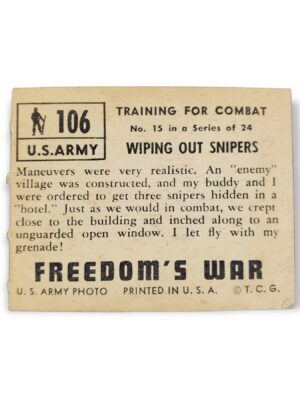 106
U.S.ARMY
TRAINING FOR COMBAT
No. 15 in a Series of 24
WIPING OUT SNIPERS
Maneuvers were very realistic. An "enemy"
village was constructed, and my buddy and I
were ordered to get three snipers hidden in a
"hotel." Just as we would in combat, we crept
close to the building and inched along to an
unguarded open window. I let fly with my
grenade!
FREEDOM'S WAR
U. S. ARMY PHOTO PRINTED IN U. S. A. © T. C. G.